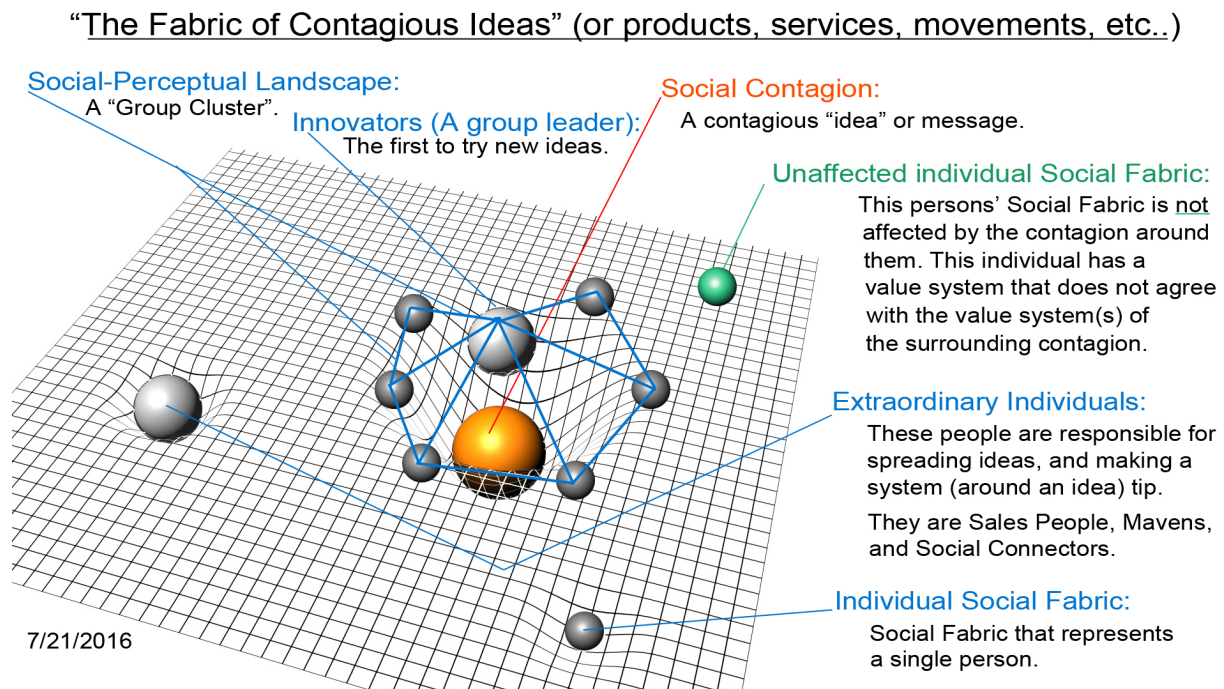 “The Fabric of Contagious Ideas” (or products, services, movements, etc..)
Social-Perceptual Landscape:
A “Group Cluster”.
Innovators (A group leader):
The first to try new ideas.
Social Contagion:
A contagious “idea” or message.
Unaffected individual Social Fabric:
This persons’ Social Fabric is not
affected by the contagion around
them. This individual has a
value system that does not agree
with the value system(s) of
the surrounding contagion.
Extraordinary Individuals:
These people are responsible for
spreading ideas, and making a
system (around an idea) tip.
They are Sales People, Mavens,
and Social Connectors.
Individual Social Fabric:
Social Fabric that represents
a single person.
7/21/2016